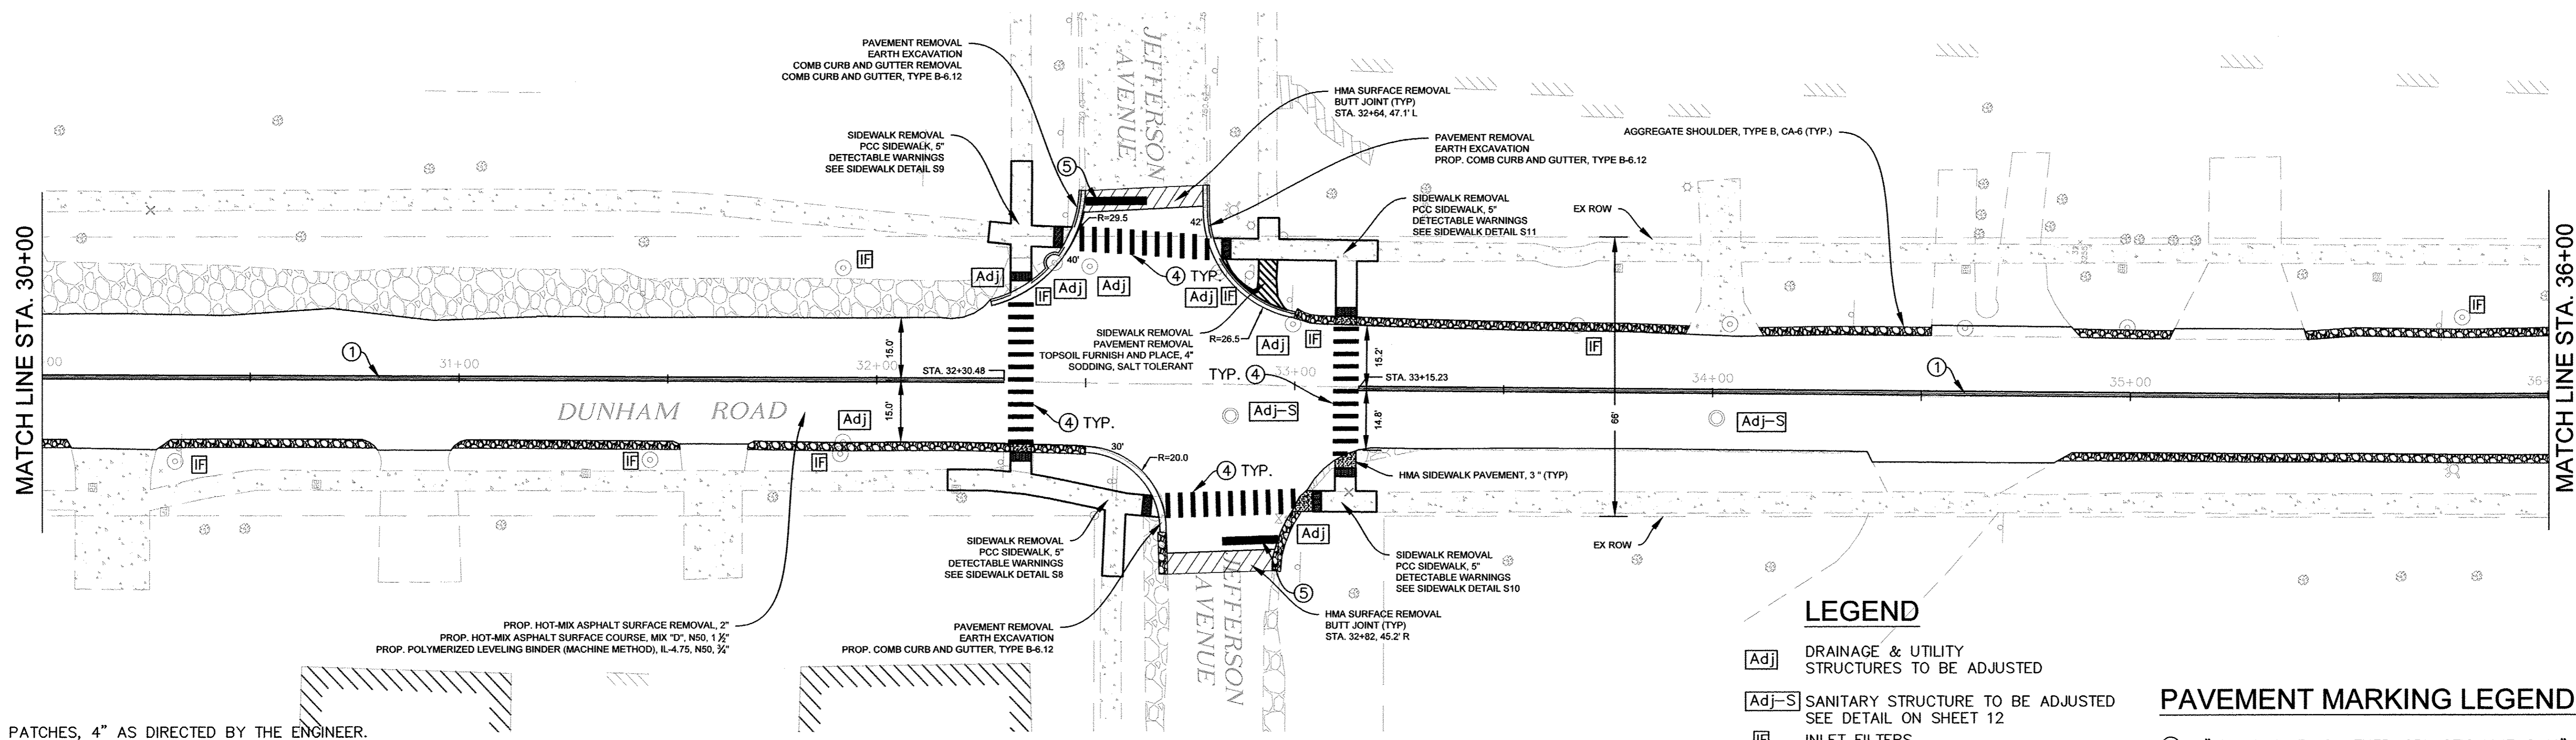 PAVEMENT REMOVAL
EARTH EXCAVATION
COMB CURB AND GUTTER REMOVAL
COMB CURB AND GUTTER, TYPE B-6.12
JEFFERSON
AVENUE
HMA SURFACE REMOVAL
BUTT JOINT (TYP)
STA. 32+64, 47.1' L
SIDEWALK REMOVAL
PCC SIDEWALK, 5"
DETECTABLE WARNINGS
SEE SIDEWALK DETAIL S9
PAVEMENT REMOVAL
EARTH EXCAVATION
PROP. COMB CURB AND GUTTER, TYPE B-6.12
AGGREGATE SHOULDER, TYPE B, CA-6 (TYP.)
5
SIDEWALK REMOVAL
PCC SIDEWALK, 5"
DETECTABLE WARNINGS
SEE SIDEWALK DETAIL S11
EX ROW
R=29.5
42'
40'
4 TYP.
IF
Adj
IF
Adj
Adj
Adj
IF
IF
MATCH LINE STA. 30+00
MATCH LINE STA. 36+00
SIDEWALK REMOVAL
PAVEMENT REMOVAL
TOPSOIL FURNISH AND PLACE, 4"
SODDING, SALT TOLERANT
R=26.5
Adj
IF
IF
15.0'
15.2'
1
+00
31+00
32+00
STA. 32+30.48
33+00
STA. 33+15.23
34+00
1
35+00
36+
TYP. 4
DUNHAM ROAD
Adj
15.0'
4 TYP.
Adj-S
14.8'
66'
Adj-S
30'
R=20.0
IF
IF
IF
4 TYP.
HMA SIDEWALK PAVEMENT, 3 " (TYP)
Adj
EX ROW
SIDEWALK REMOVAL
PCC SIDEWALK, 5"
DETECTABLE WARNINGS
SEE SIDEWALK DETAIL S8
SIDEWALK REMOVAL
PCC SIDEWALK, 5"
DETECTABLE WARNINGS
SEE SIDEWALK DETAIL S10
5
JEFFERSON
AVENUE
HMA SURFACE REMOVAL
BUTT JOINT (TYP)
STA. 32+82, 45.2' R
PROP. HOT-MIX ASPHALT SURFACE REMOVAL, 2"
PROP. HOT-MIX ASPHALT SURFACE COURSE, MIX "D", N50, 1 ½"
PROP. POLYMERIZED LEVELING BINDER (MACHINE METHOD), IL-4.75, N50, ¾"
PAVEMENT REMOVAL
EARTH EXCAVATION
PROP. COMB CURB AND GUTTER, TYPE B-6.12
LEGEND
Adj DRAINAGE & UTILITY
STRUCTURES TO BE ADJUSTED
Adj-S SANITARY STRUCTURE TO BE ADJUSTED
SEE DETAIL ON SHEET 12
IF INLET FILTERS
PAVEMENT MARKING LEGEND
PATCHES, 4" AS DIRECTED BY THE ENGINEER.